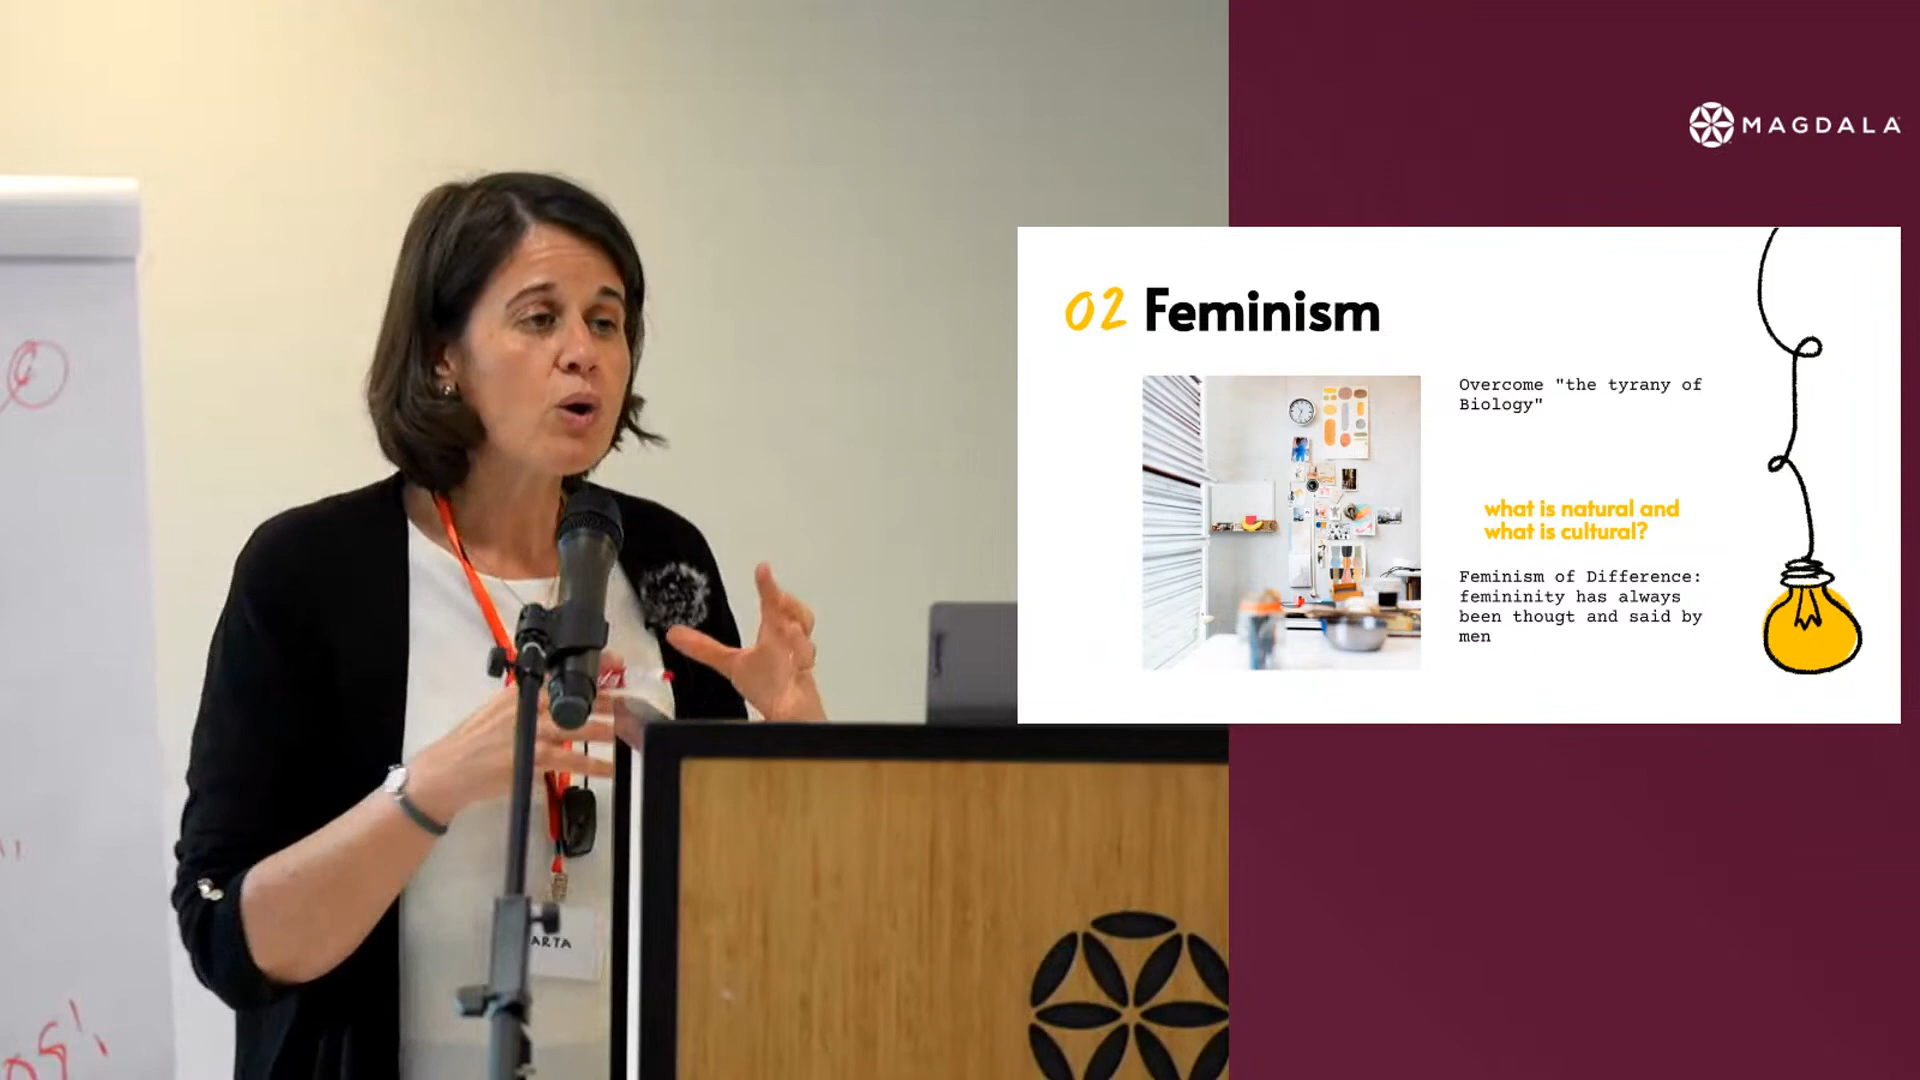 MAGDALA
02 Feminism
Overcome "the tyrany of
Biology"
what is natural and
what is cultural?
Feminism of Difference:
femininity has always
been thougt and said by
men
ARTA